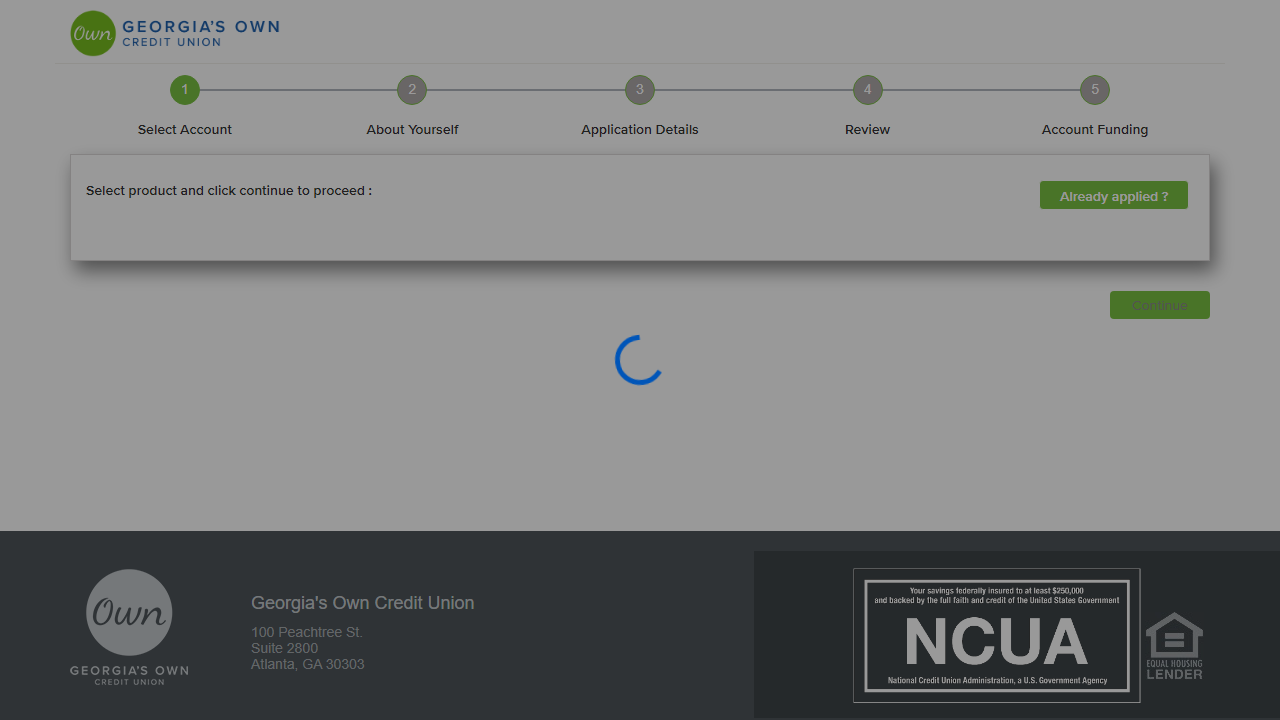 Own GEORGIA'S OWN
CREDIT UNION
1 2 3 4 5
Select Account About Yourself Application Details Review Account Funding
Select product and click continue to proceed :
Already applied ?
Continue
Own
GEORGIA'S OWN
CREDIT UNION
Georgia's Own Credit Union
100 Peachtree St.
Suite 2800
Atlanta, GA 30303
Your savings federally insured to at least $250,000
and backed by the full faith and credit of the United States Government
NCUA
National Credit Union Administration, a U.S. Government Agency
EQUAL HOUSING
LENDER